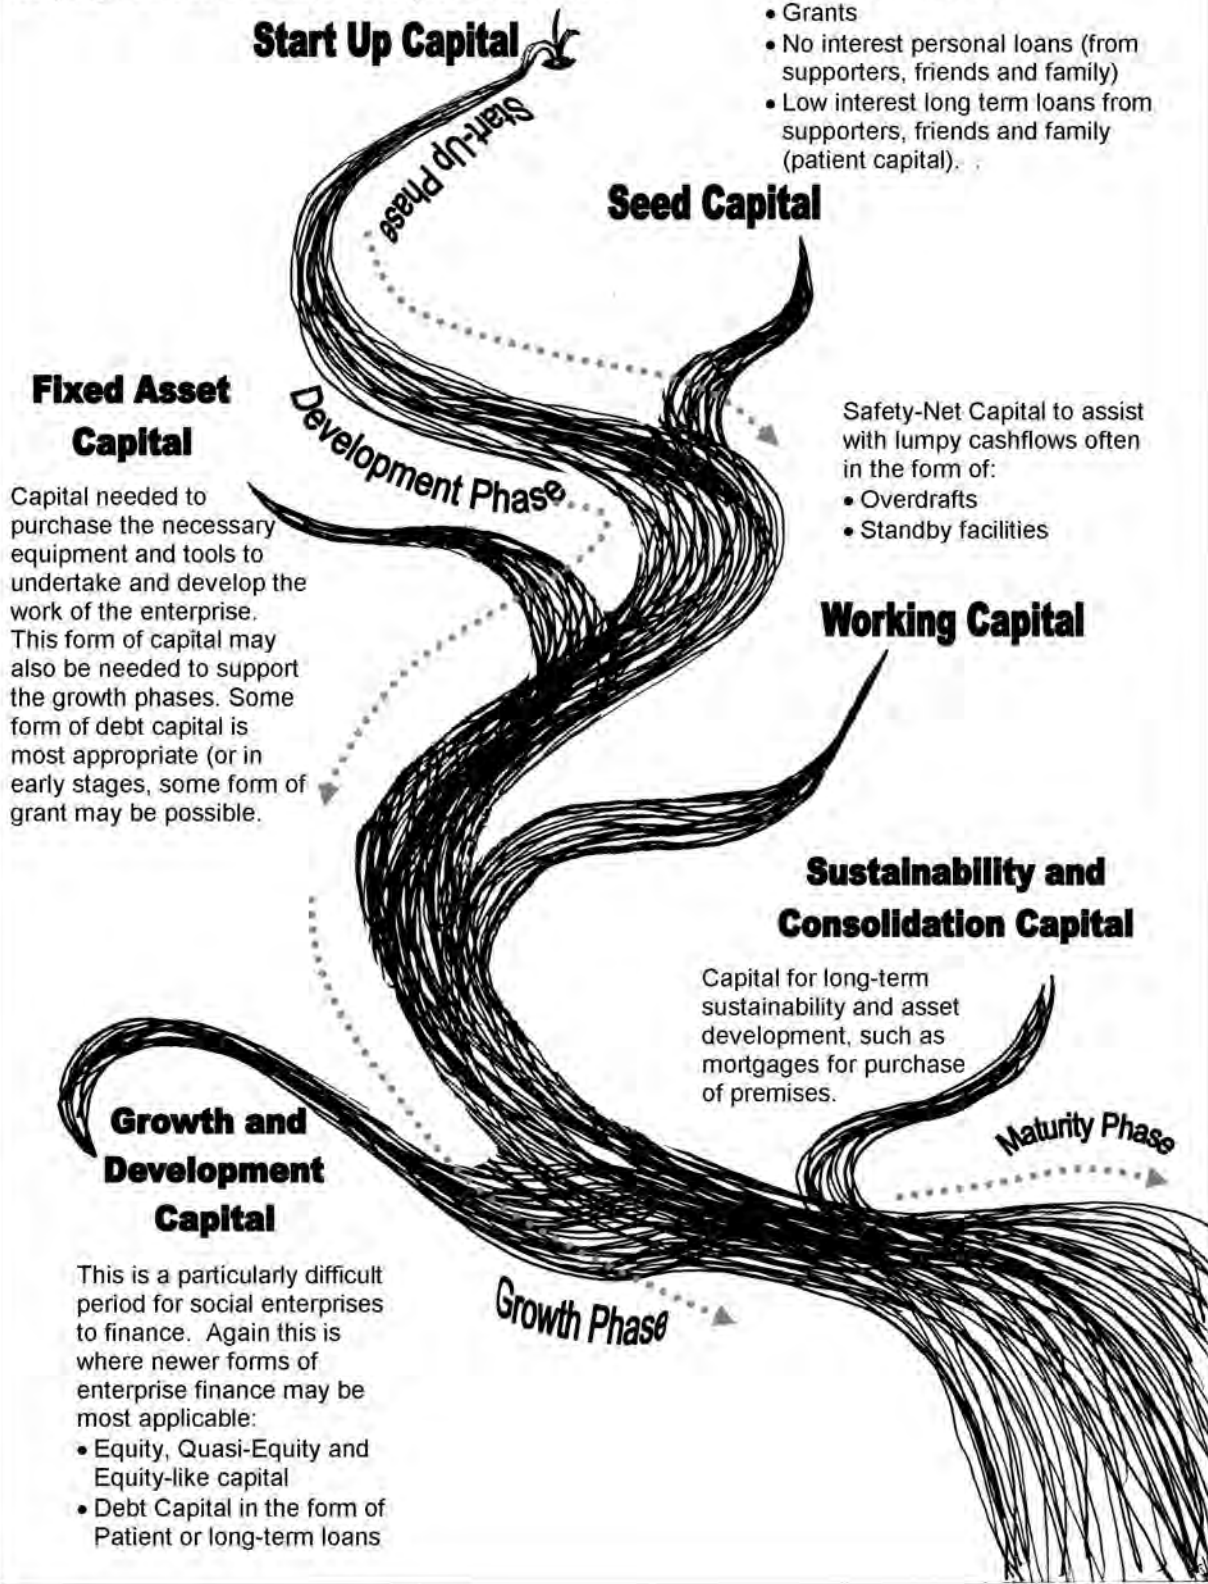 Start Up Capital
• Grants
• No interest personal loans (from
supporters, friends and family)
• Low interest long term loans from
supporters, friends and family
(patient capital). .
Start-Up Phase
Seed Capital
Fixed Asset
Capital
Capital needed to
purchase the necessary
equipment and tools to
undertake and develop the
work of the enterprise.
This form of capital may
also be needed to support
the growth phases. Some
form of debt capital is
most appropriate (or in
early stages, some form of
grant may be possible.
Development Phase
Safety-Net Capital to assist
with lumpy cashflows often
in the form of:
• Overdrafts
• Standby facilities
Working Capital
Sustainability and
Consolidation Capital
Capital for long-term
sustainability and asset
development, such as
mortgages for purchase
of premises.
Maturity Phase
Growth and
Development
Capital
This is a particularly difficult
period for social enterprises
to finance. Again this is
where newer forms of
enterprise finance may be
most applicable:
• Equity, Quasi-Equity and
Equity-like capital
• Debt Capital in the form of
Patient or long-term loans
Growth Phase